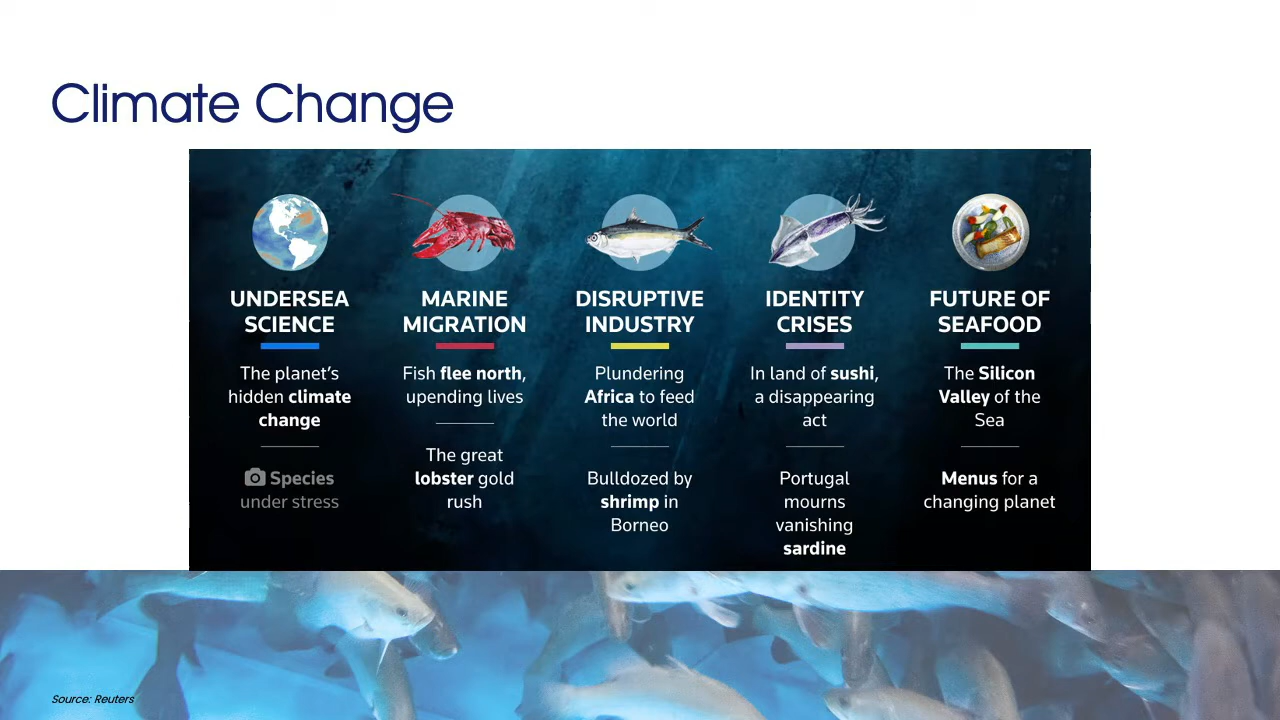 Climate Change
UNDERSEA
SCIENCE
The planet's
hidden climate
change
Species
under stress
MARINE
MIGRATION
Fish flee north,
upending lives
The great
lobster gold
rush
DISRUPTIVE
INDUSTRY
Plundering
Africa to feed
the world
Bulldozed by
shrimp in
Borneo
IDENTITY
CRISES
In land of sushi,
a disappearing
act
Portugal
mourns
vanishing
sardine
FUTURE OF
SEAFOOD
The Silicon
Valley of the
Sea
Menus for a
changing planet
Source: Reuters